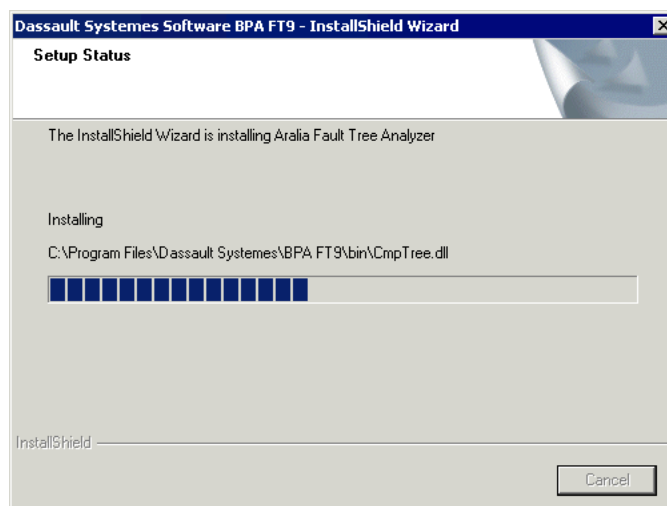 Dassault Systemes Software BPA FT9 - InstallShield Wizard
Setup Status
The InstallShield Wizard is installing Aralia Fault Tree Analyzer
Installing
C:\Program Files\Dassault Systemes\BPA FT9\bin\CmpTree.dll
InstallShield
Cancel